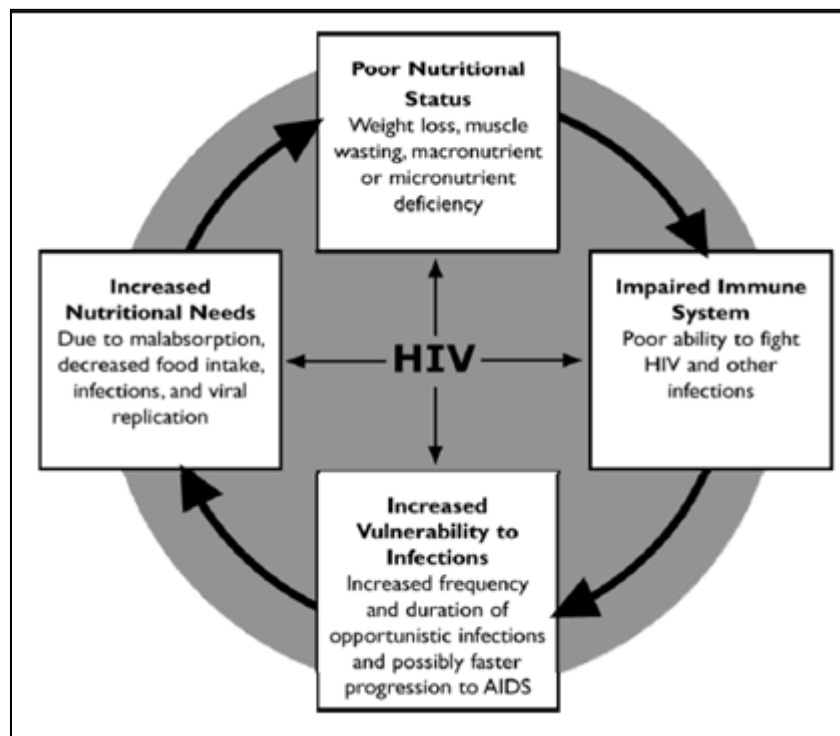 Poor Nutritional
Status
Weight loss, muscle
wasting, macronutrient
or micronutrient
deficiency
Increased
Nutritional Needs
Due to malabsorption,
decreased food intake,
infections, and viral
replication
HIV
Impaired Immune
System
Poor ability to fight
HIV and other
infections
Increased
Vulnerability to
Infections
Increased frequency
and duration of
opportunistic infections
and possibly faster
progression to AIDS